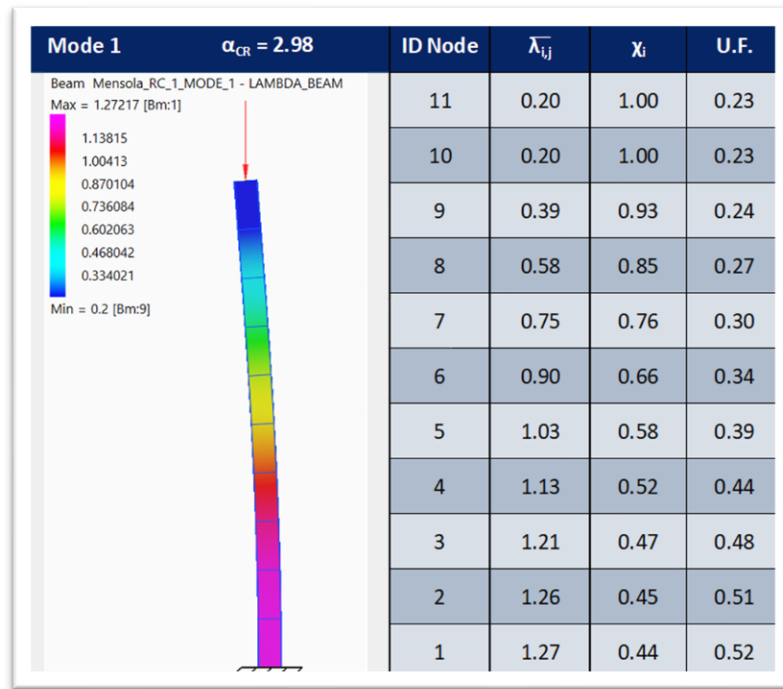 Mode 1 α_CR = 2.98 ID Node λ̅_i,j χ_i U.F.
Beam Mensola_RC_1_MODE_1 - LAMBDA_BEAM
Max = 1.27217 [Bm:1]
1.13815
1.00413
0.870104
0.736084
0.602063
0.468042
0.334021
Min = 0.2 [Bm:9]
11 0.20 1.00 0.23
10 0.20 1.00 0.23
9 0.39 0.93 0.24
8 0.58 0.85 0.27
7 0.75 0.76 0.30
6 0.90 0.66 0.34
5 1.03 0.58 0.39
4 1.13 0.52 0.44
3 1.21 0.47 0.48
2 1.26 0.45 0.51
1 1.27 0.44 0.52